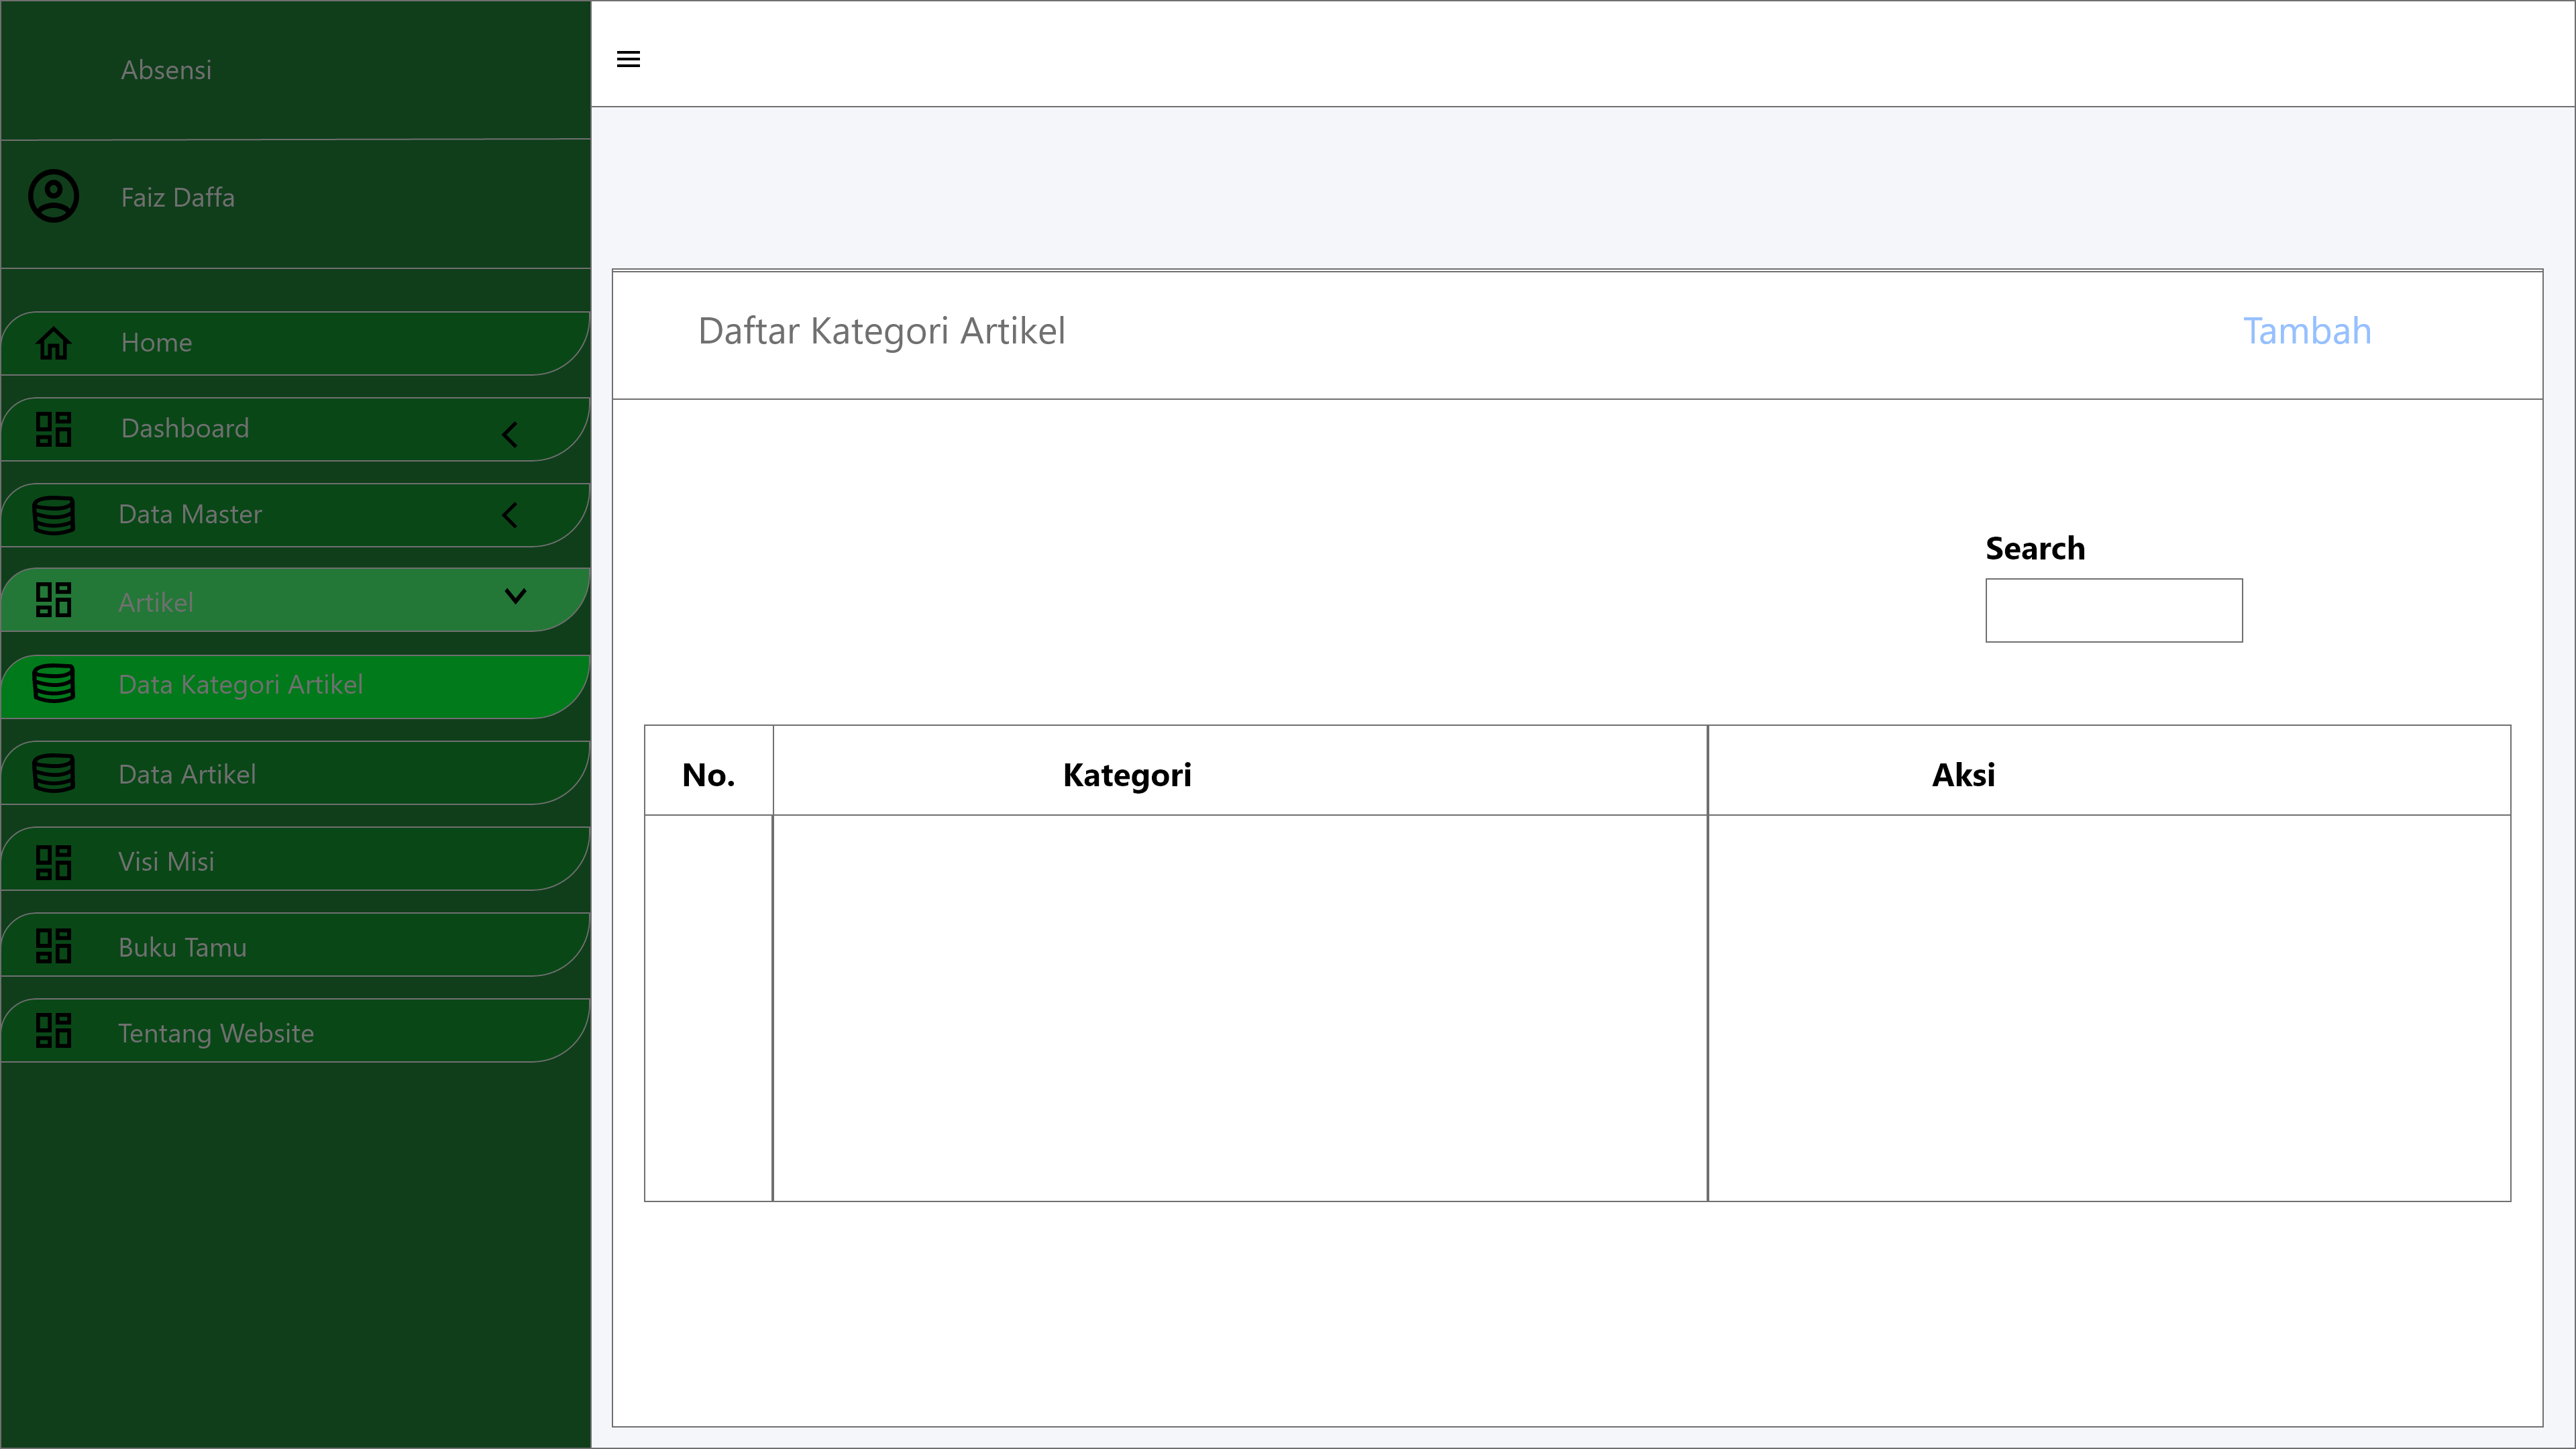 Absensi
Faiz Daffa
Home
Dashboard
Data Master
Artikel
Data Kategori Artikel
Data Artikel
Visi Misi
Buku Tamu
Tentang Website
Daftar Kategori Artikel
Tambah
Search
No.
Kategori
Aksi